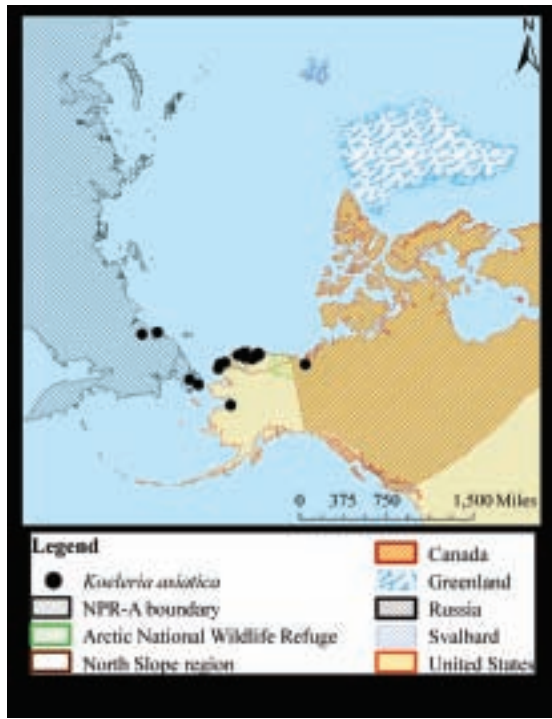 N
0 375 750 1,500 Miles
Legend
Koeleria asiatica
NPR-A boundary
Arctic National Wildlife Refuge
North Slope region
Canada
Greenland
Russia
Svalbard
United States